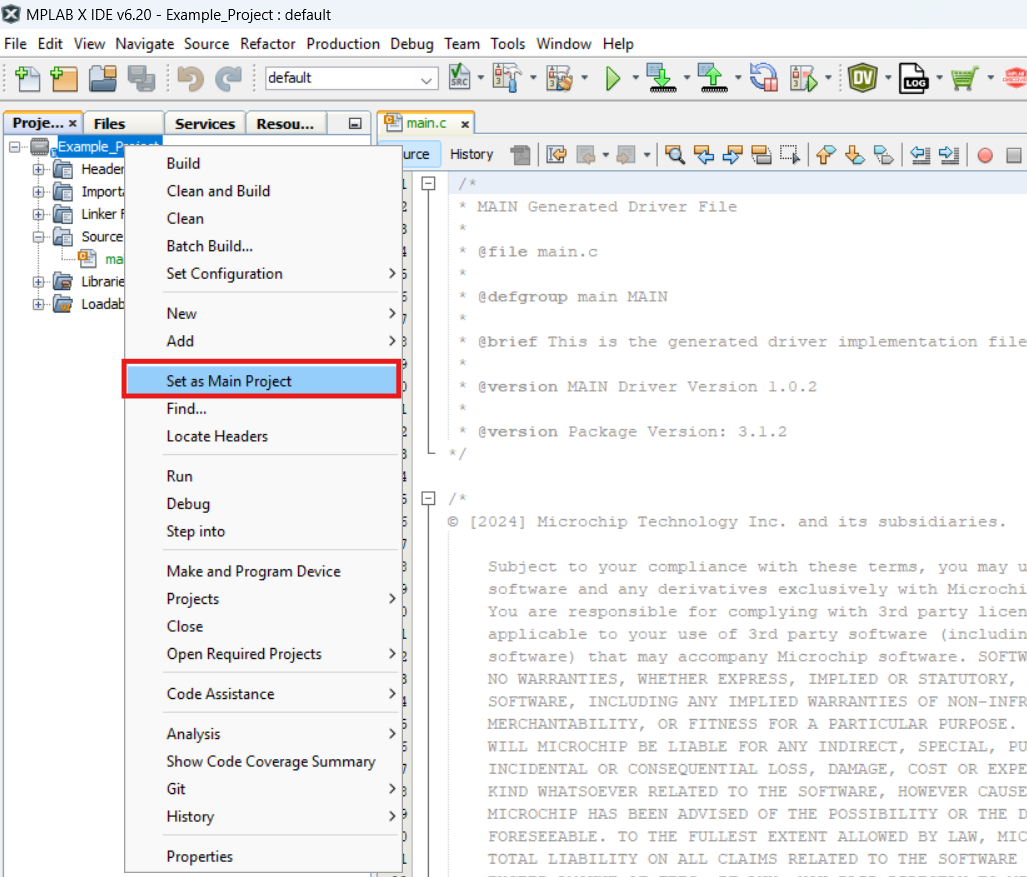 MPLAB X IDE v6.20 - Example_Project : default
File Edit View Navigate Source Refactor Production Debug Team Tools Window Help
default
SRC
DV
LOG
Proje... × Files Services Resou...
main.c ×
Example_Project
Header
Importa
Linker F
Source
ma
Librarie
Loadab
Build
Clean and Build
Clean
Batch Build...
Set Configuration
New
Add
Set as Main Project
Find...
Locate Headers
Run
Debug
Step into
Make and Program Device
Projects
Close
Open Required Projects
Code Assistance
Analysis
Show Code Coverage Summary
Git
History
Properties
urce History
/*
* MAIN Generated Driver File
*
* @file main.c
*
* @defgroup main MAIN
*
* @brief This is the generated driver implementation file
*
* @version MAIN Driver Version 1.0.2
*
* @version Package Version: 3.1.2
*/
/*
© [2024] Microchip Technology Inc. and its subsidiaries.
Subject to your compliance with these terms, you may u
software and any derivatives exclusively with Microchi
You are responsible for complying with 3rd party licen
applicable to your use of 3rd party software (includin
software) that may accompany Microchip software. SOFTW
NO WARRANTIES, WHETHER EXPRESS, IMPLIED OR STATUTORY,
SOFTWARE, INCLUDING ANY IMPLIED WARRANTIES OF NON-INFR
MERCHANTABILITY, OR FITNESS FOR A PARTICULAR PURPOSE.
WILL MICROCHIP BE LIABLE FOR ANY INDIRECT, SPECIAL, PU
INCIDENTAL OR CONSEQUENTIAL LOSS, DAMAGE, COST OR EXPE
KIND WHATSOEVER RELATED TO THE SOFTWARE, HOWEVER CAUSE
MICROCHIP HAS BEEN ADVISED OF THE POSSIBILITY OR THE D
FORESEEABLE. TO THE FULLEST EXTENT ALLOWED BY LAW, MIC
TOTAL LIABILITY ON ALL CLAIMS RELATED TO THE SOFTWARE